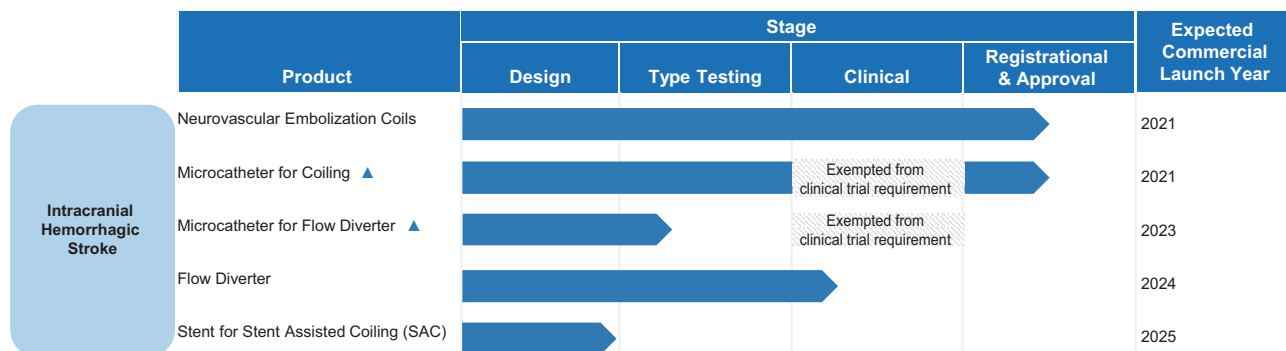 Stage
Expected
Commercial
Launch Year
Product
Design
Type Testing
Clinical
Registrational
& Approval
Intracranial
Hemorrhagic
Stroke
Neurovascular Embolization Coils
2021
Microcatheter for Coiling ▲
Exempted from
clinical trial requirement
2021
Microcatheter for Flow Diverter ▲
Exempted from
clinical trial requirement
2023
Flow Diverter
2024
Stent for Stent Assisted Coiling (SAC)
2025